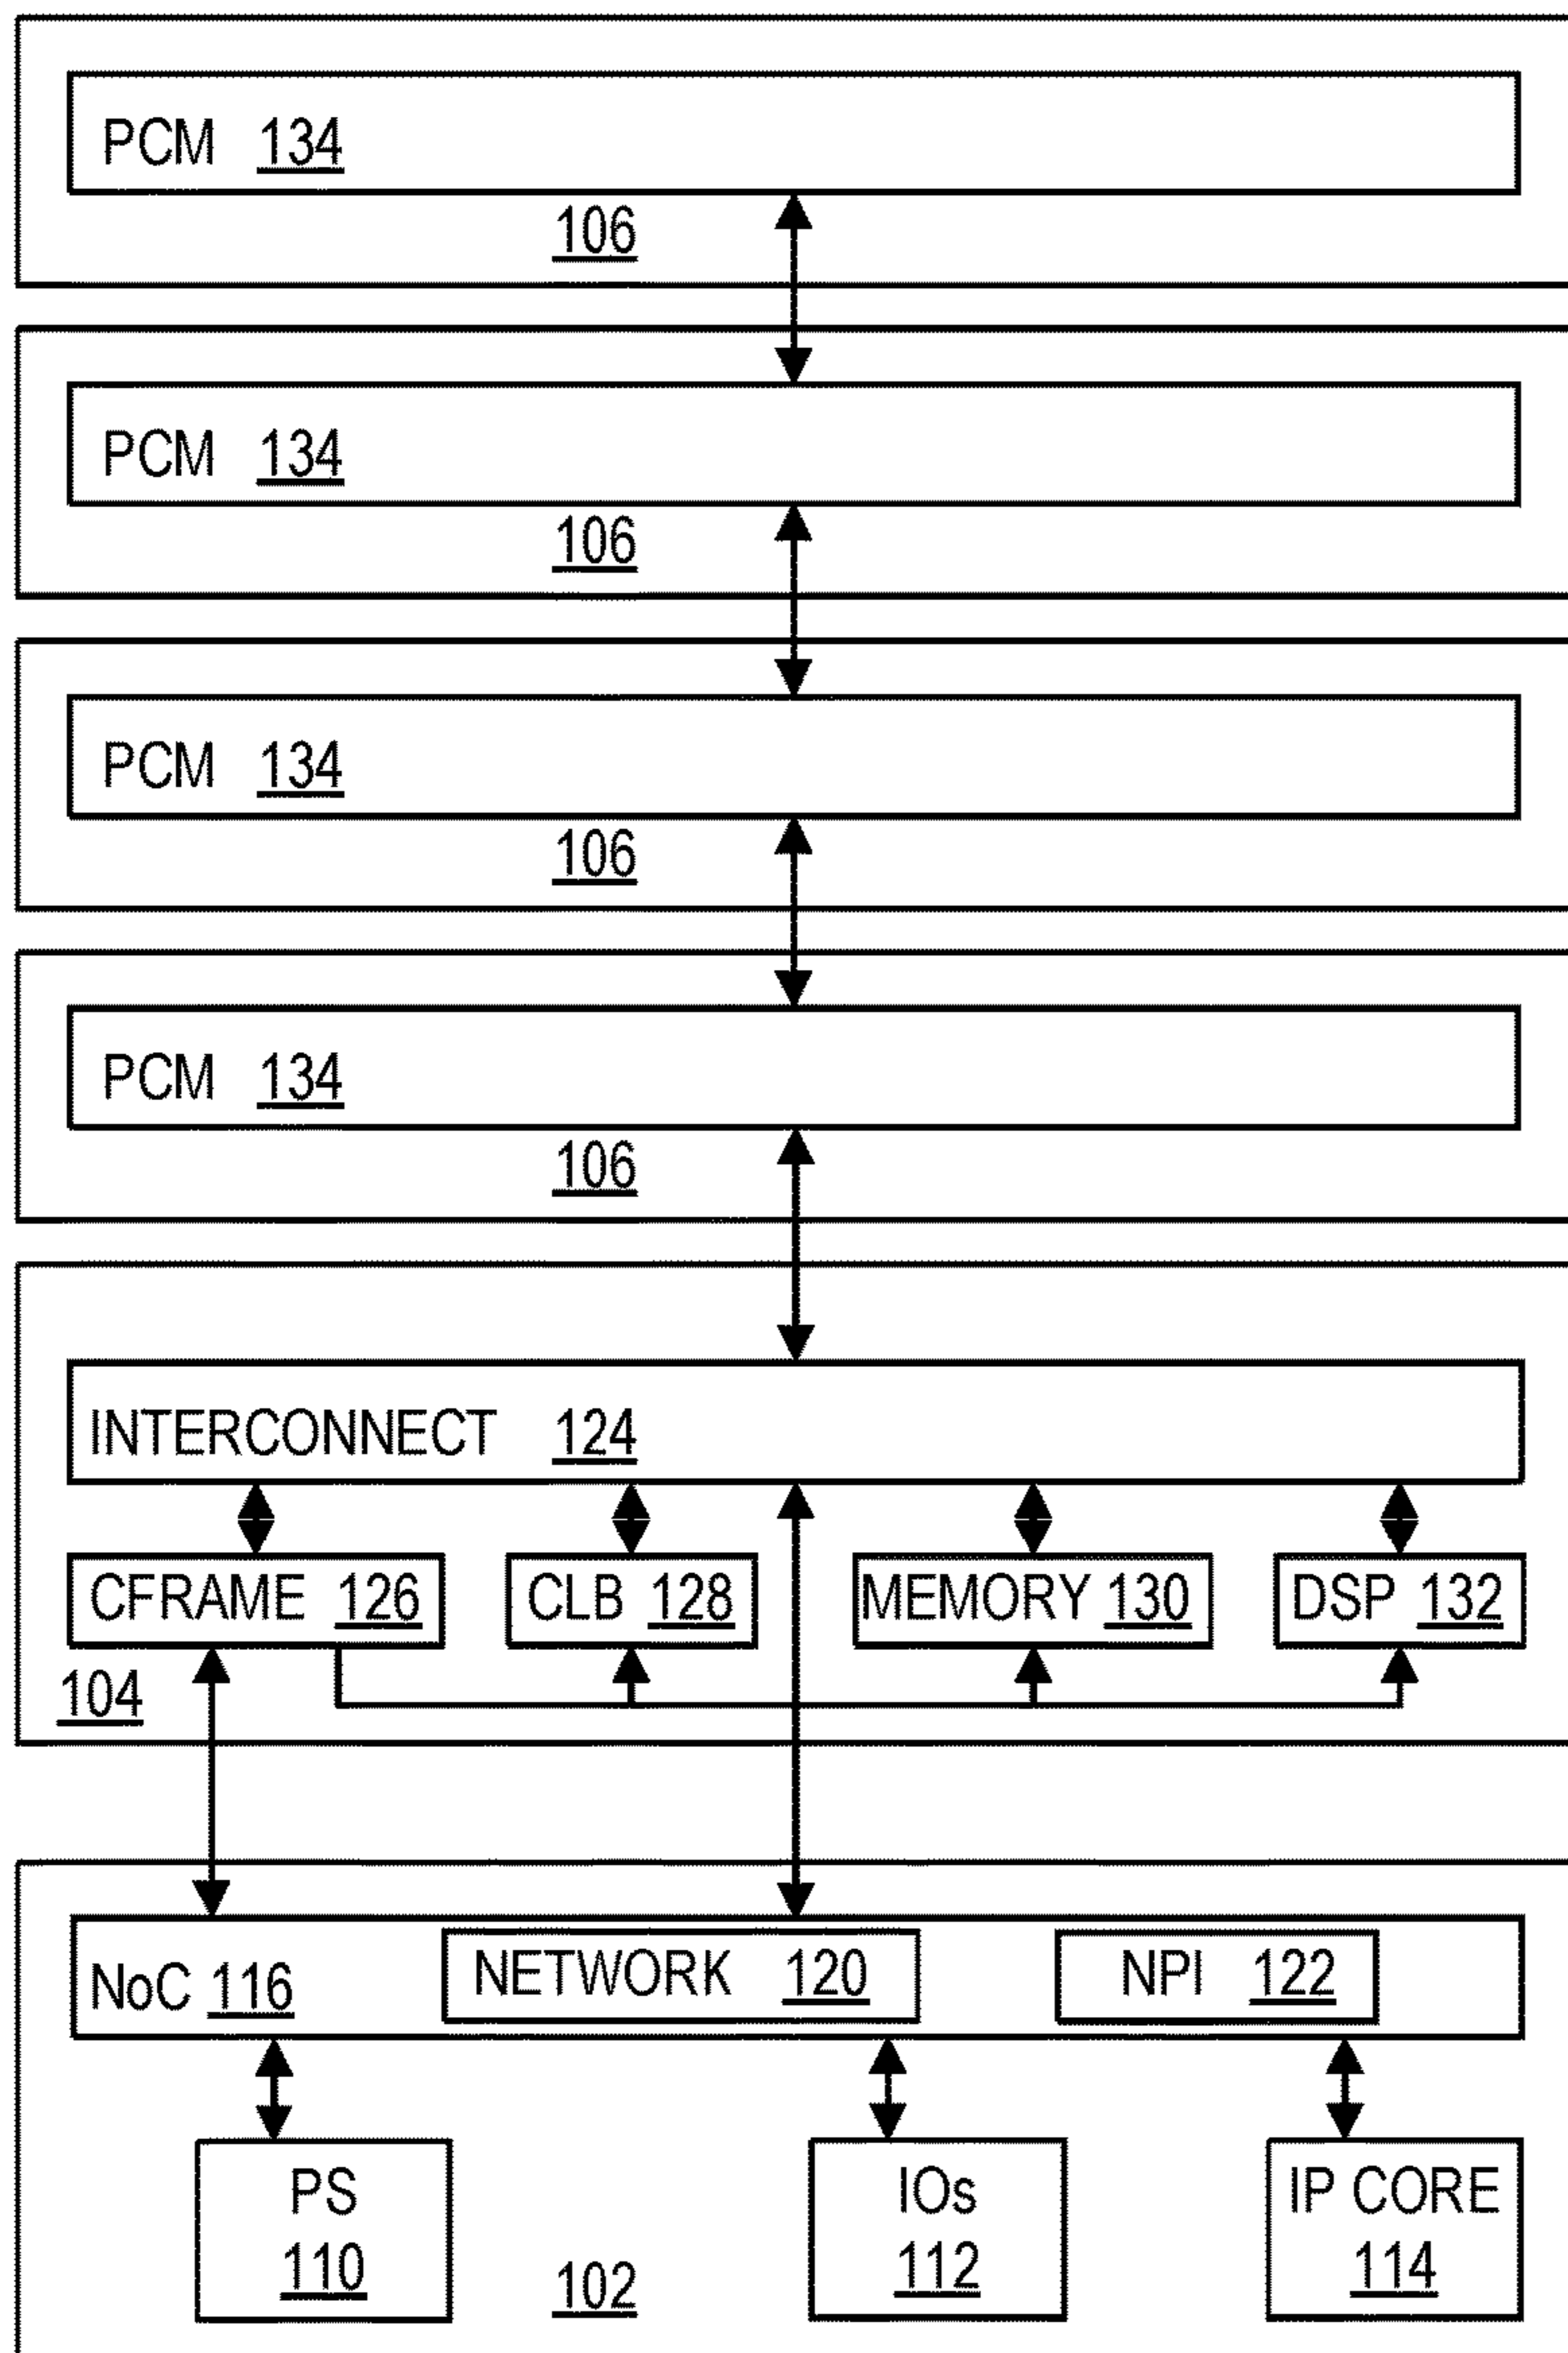 PCM 134
106
PCM 134
106
PCM 134
106
PCM 134
106
INTERCONNECT 124
CFRAME 126
CLB 128
MEMORY 130
DSP 132
104
NoC 116
NETWORK 120
NPI 122
PS
110
IOs
112
IP CORE
114
102